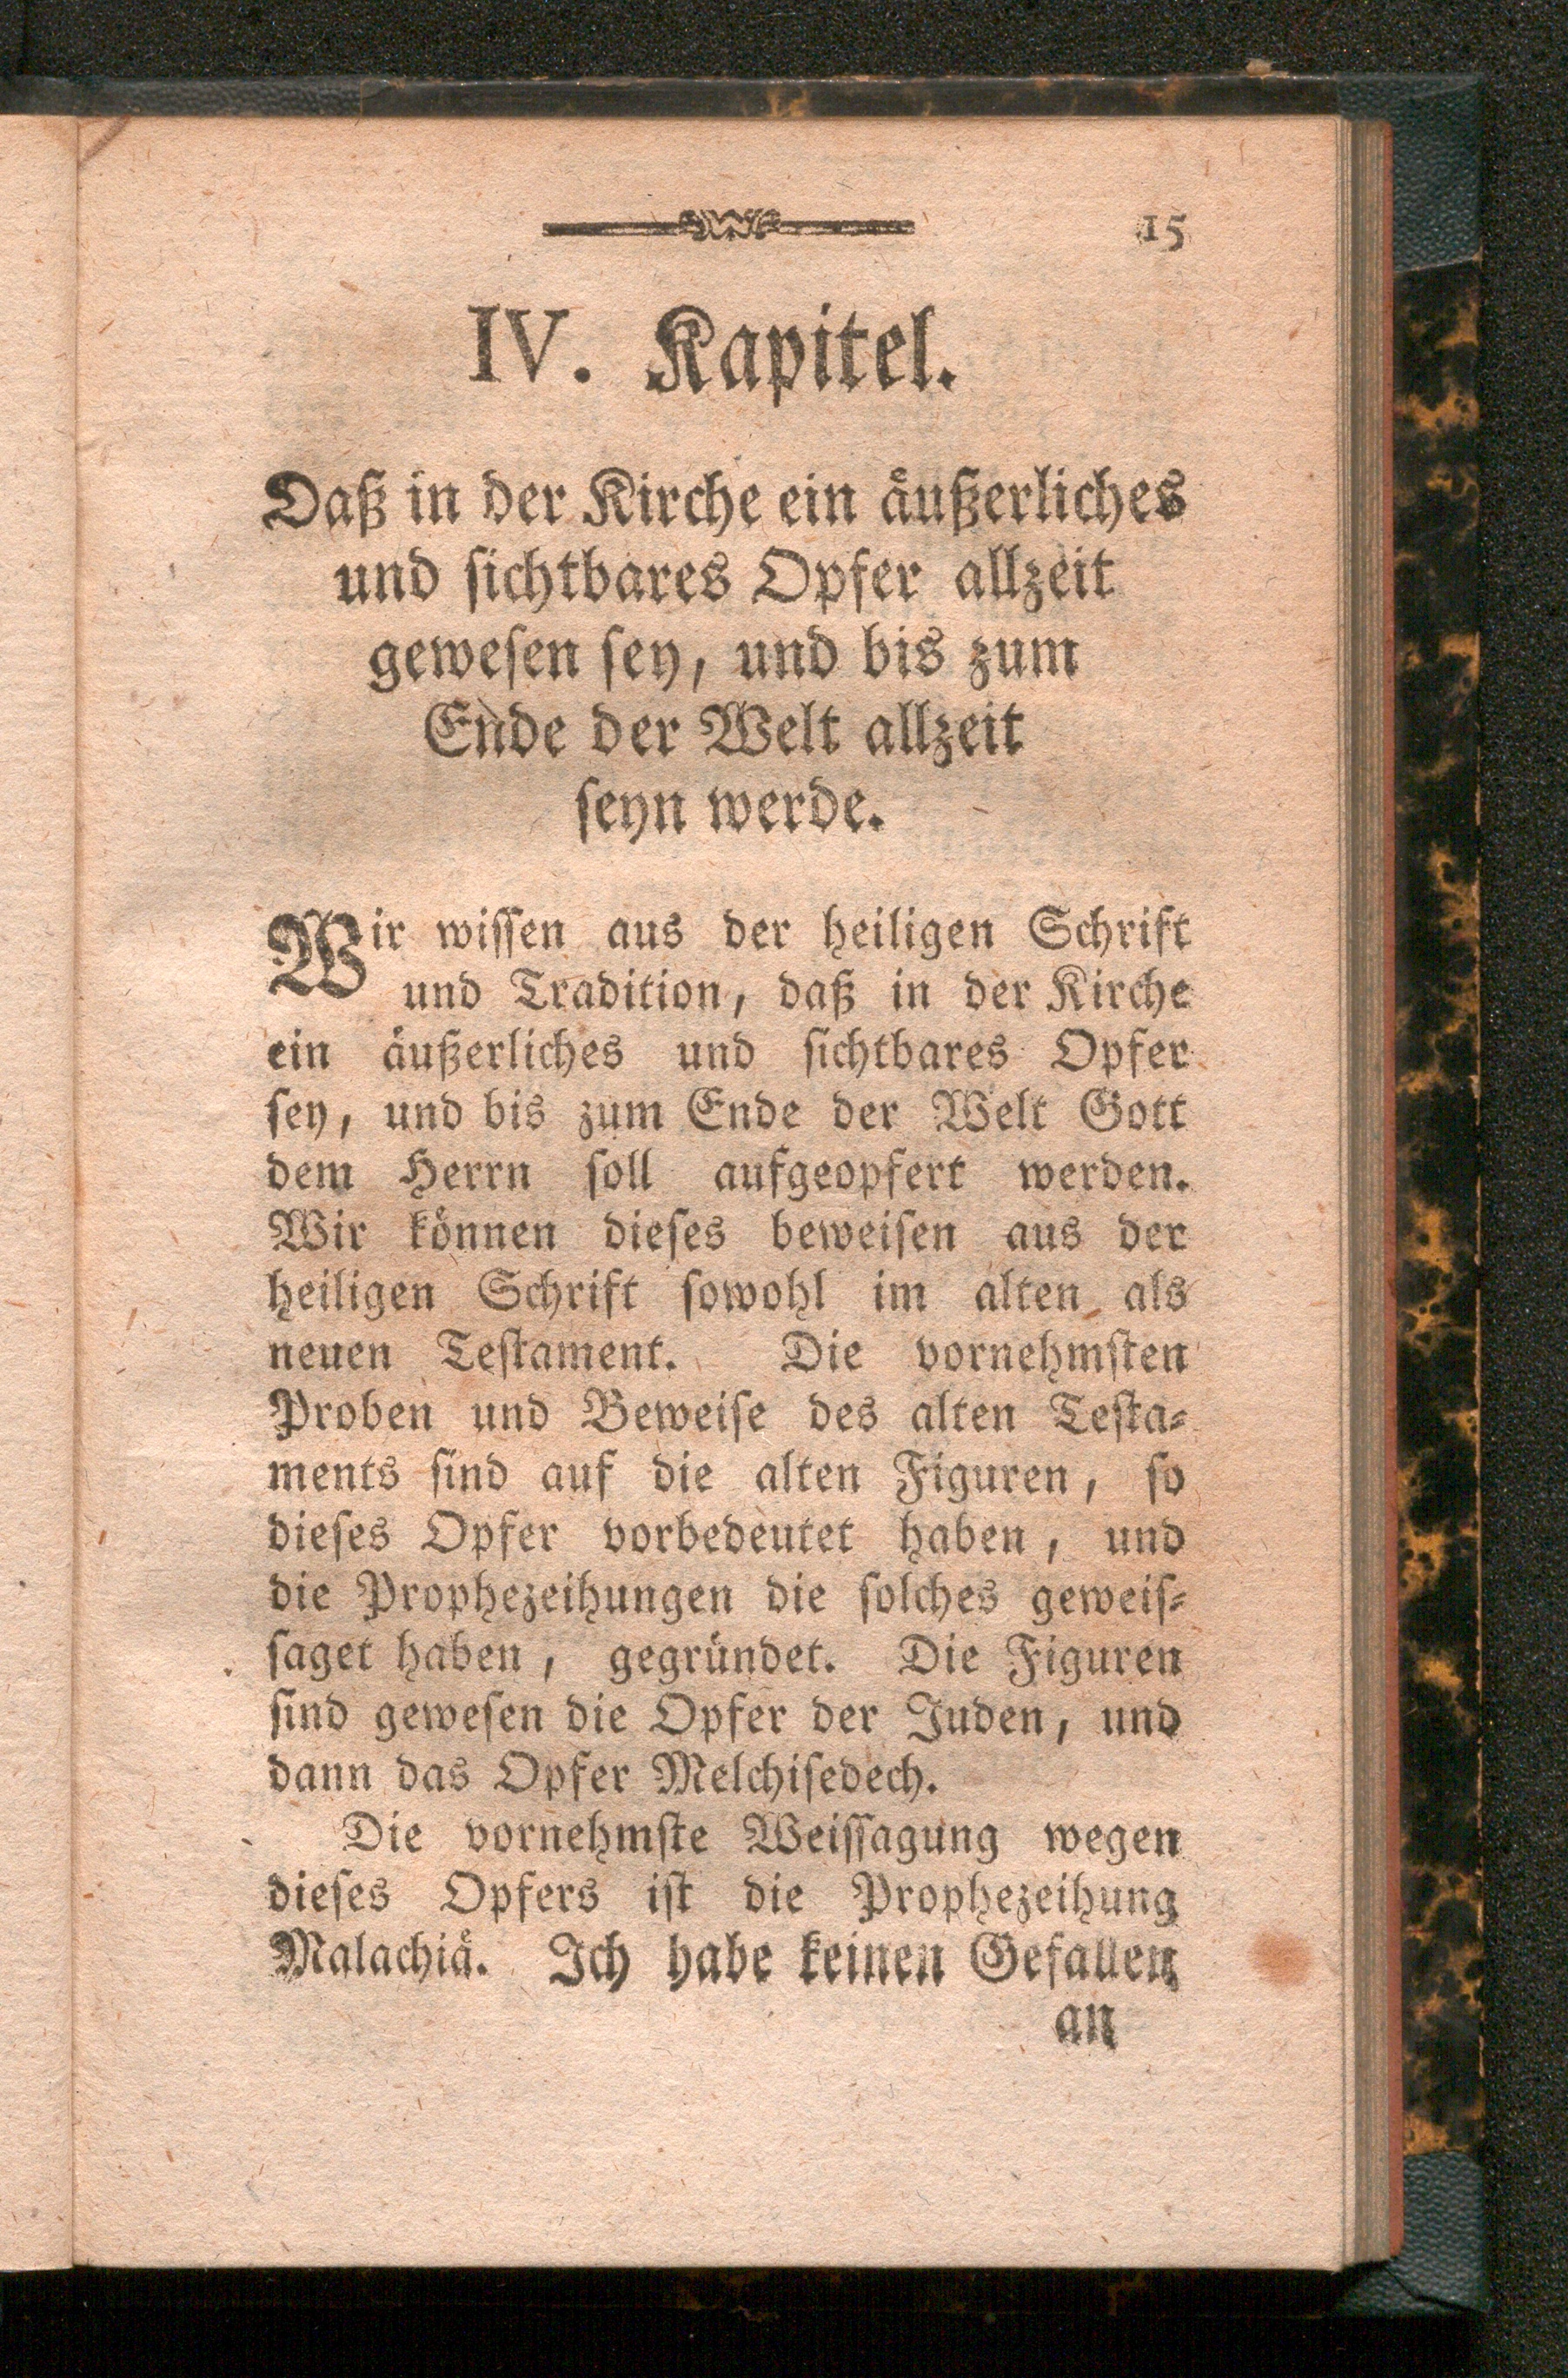 15
IV. Kapitel.
Daß in der Kirche ein äußerliches
und ſichtbares Opfer allzeit
geweſen ſey, und bis zum
Ende der Welt allzeit
ſeyn werde.
Wir wiſſen aus der heiligen Schrift
und Tradition, daß in der Kirche
ein äußerliches und ſichtbares Opfer
ſey, und bis zum Ende der Welt Gott
dem Herrn ſoll aufgeopfert werden.
Wir können dieſes beweiſen aus der
heiligen Schrift ſowohl im alten als
neuen Teſtament. Die vornehmſten
Proben und Beweiſe des alten Teſta⸗
ments ſind auf die alten Figuren, ſo
dieſes Opfer vorbedeutet haben, und
die Prophezeihungen die ſolches geweiſ⸗
ſaget haben, gegründet. Die Figuren
ſind geweſen die Opfer der Juden, und
dann das Opfer Melchiſedech.
Die vornehmſte Weiſſagung wegen
dieſes Opfers iſt die Prophezeihung
Malachiä. Ich habe keinen Gefallen
an